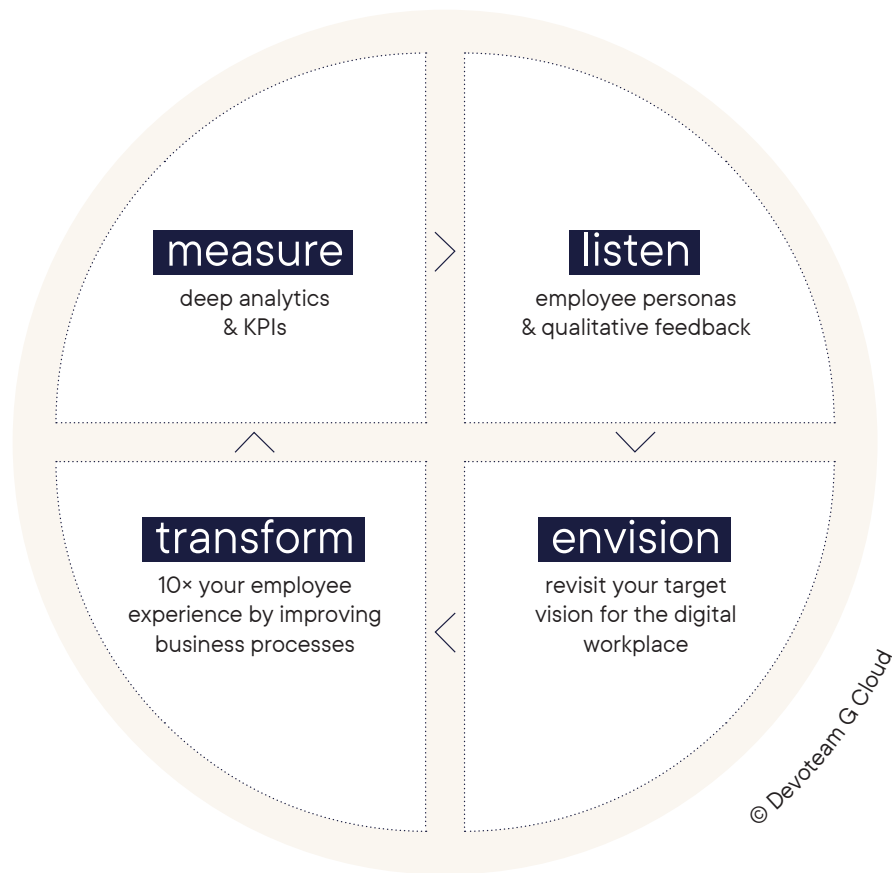 measure
deep analytics
& KPIs
listen
employee personas
& qualitative feedback
transform
10× your employee
experience by improving
business processes
envision
revisit your target
vision for the digital
workplace
© Devoteam G Cloud